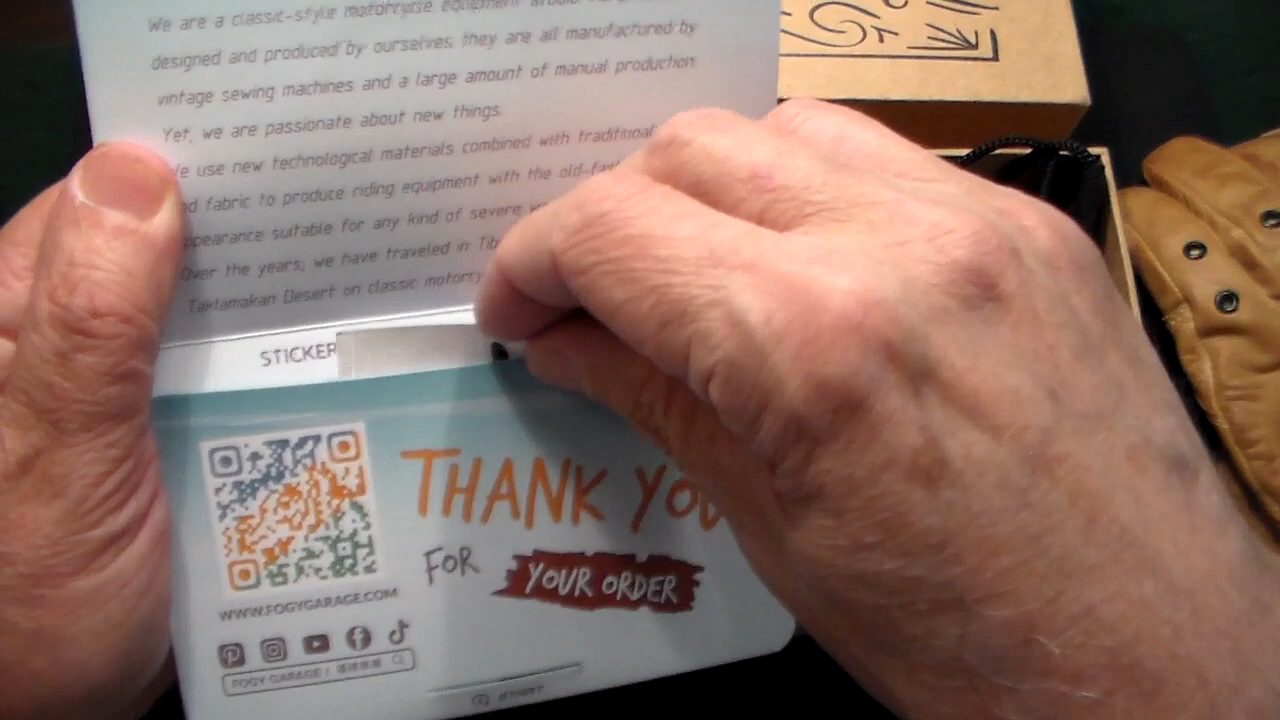 We are a classic-style motorcycle equipment studio
designed and produced by ourselves, they are all manufactured by
vintage sewing machines and a large amount of manual production.
Yet, we are passionate about new things.
use new technological materials combined with traditional
fabric to produce riding equipment with the
suitable for any kind of severe
Over the years, we have traveled in
Taklamakan Desert on classic
STICKER
THANK YOU
FOR YOUR ORDER
WWW.FOGYGARAGE.COM
FOGY GARAGE /